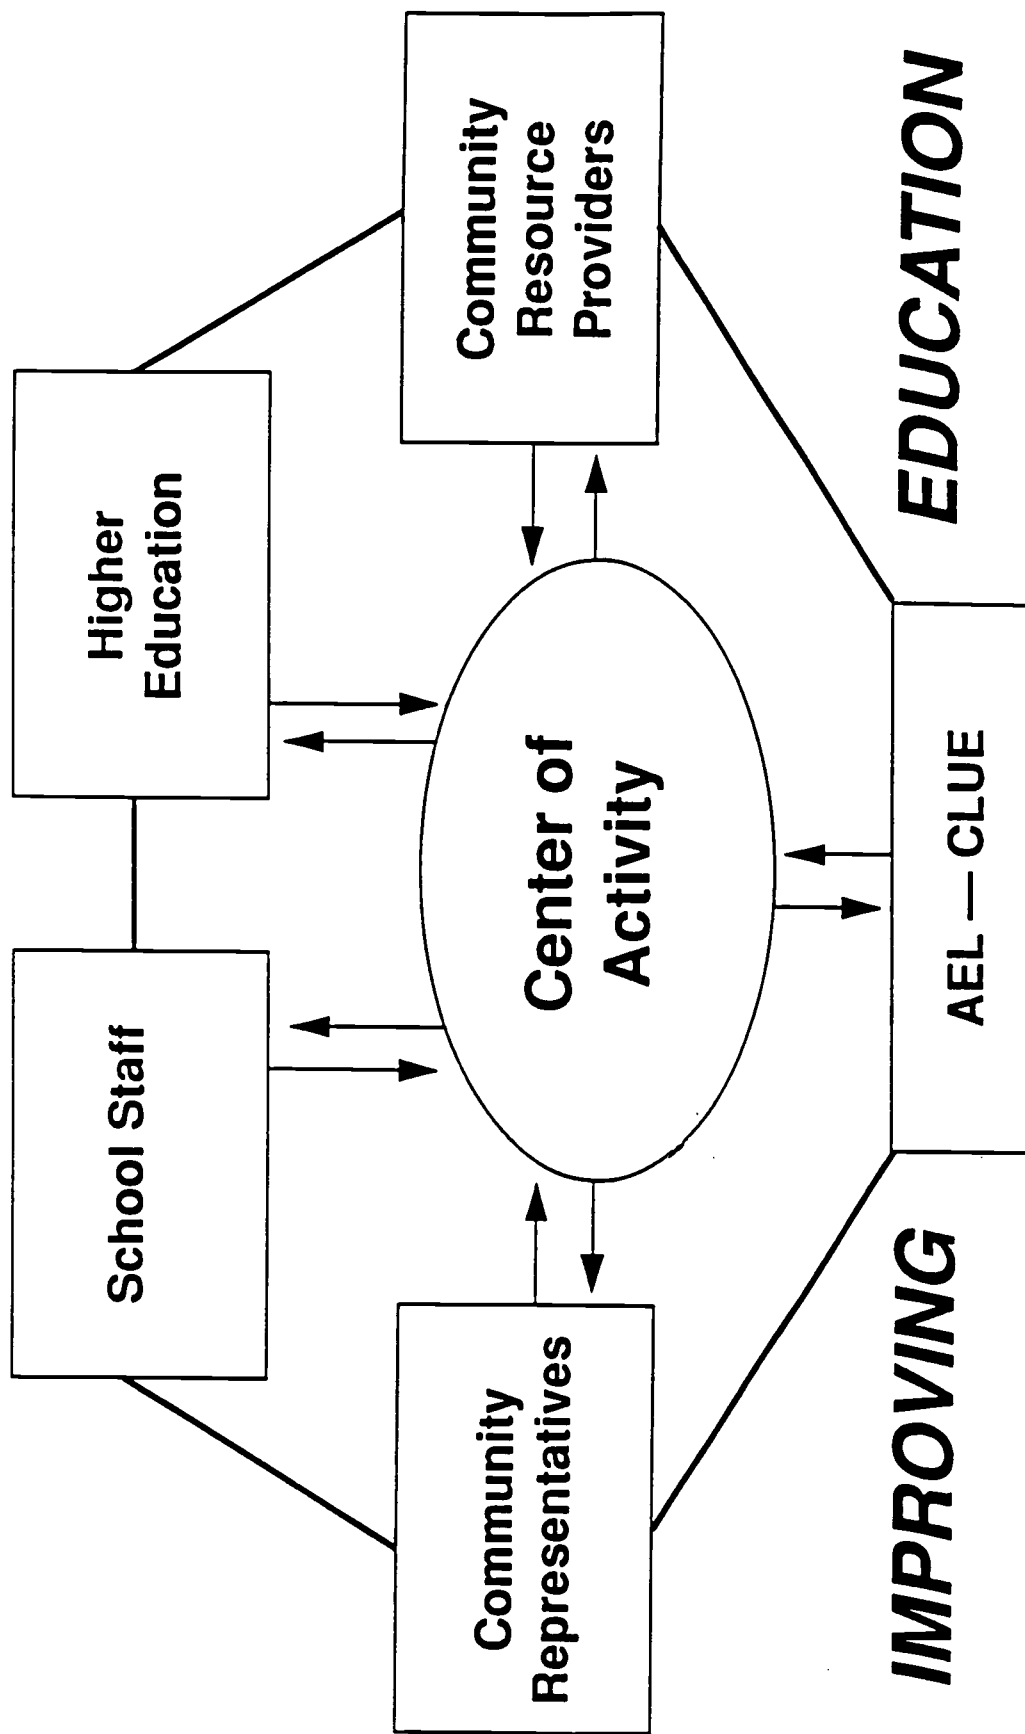 School Staff
Higher
Education
Community
Representatives
Center of
Activity
Community
Resource
Providers
IMPROVING
AEL — CLUE
EDUCATION